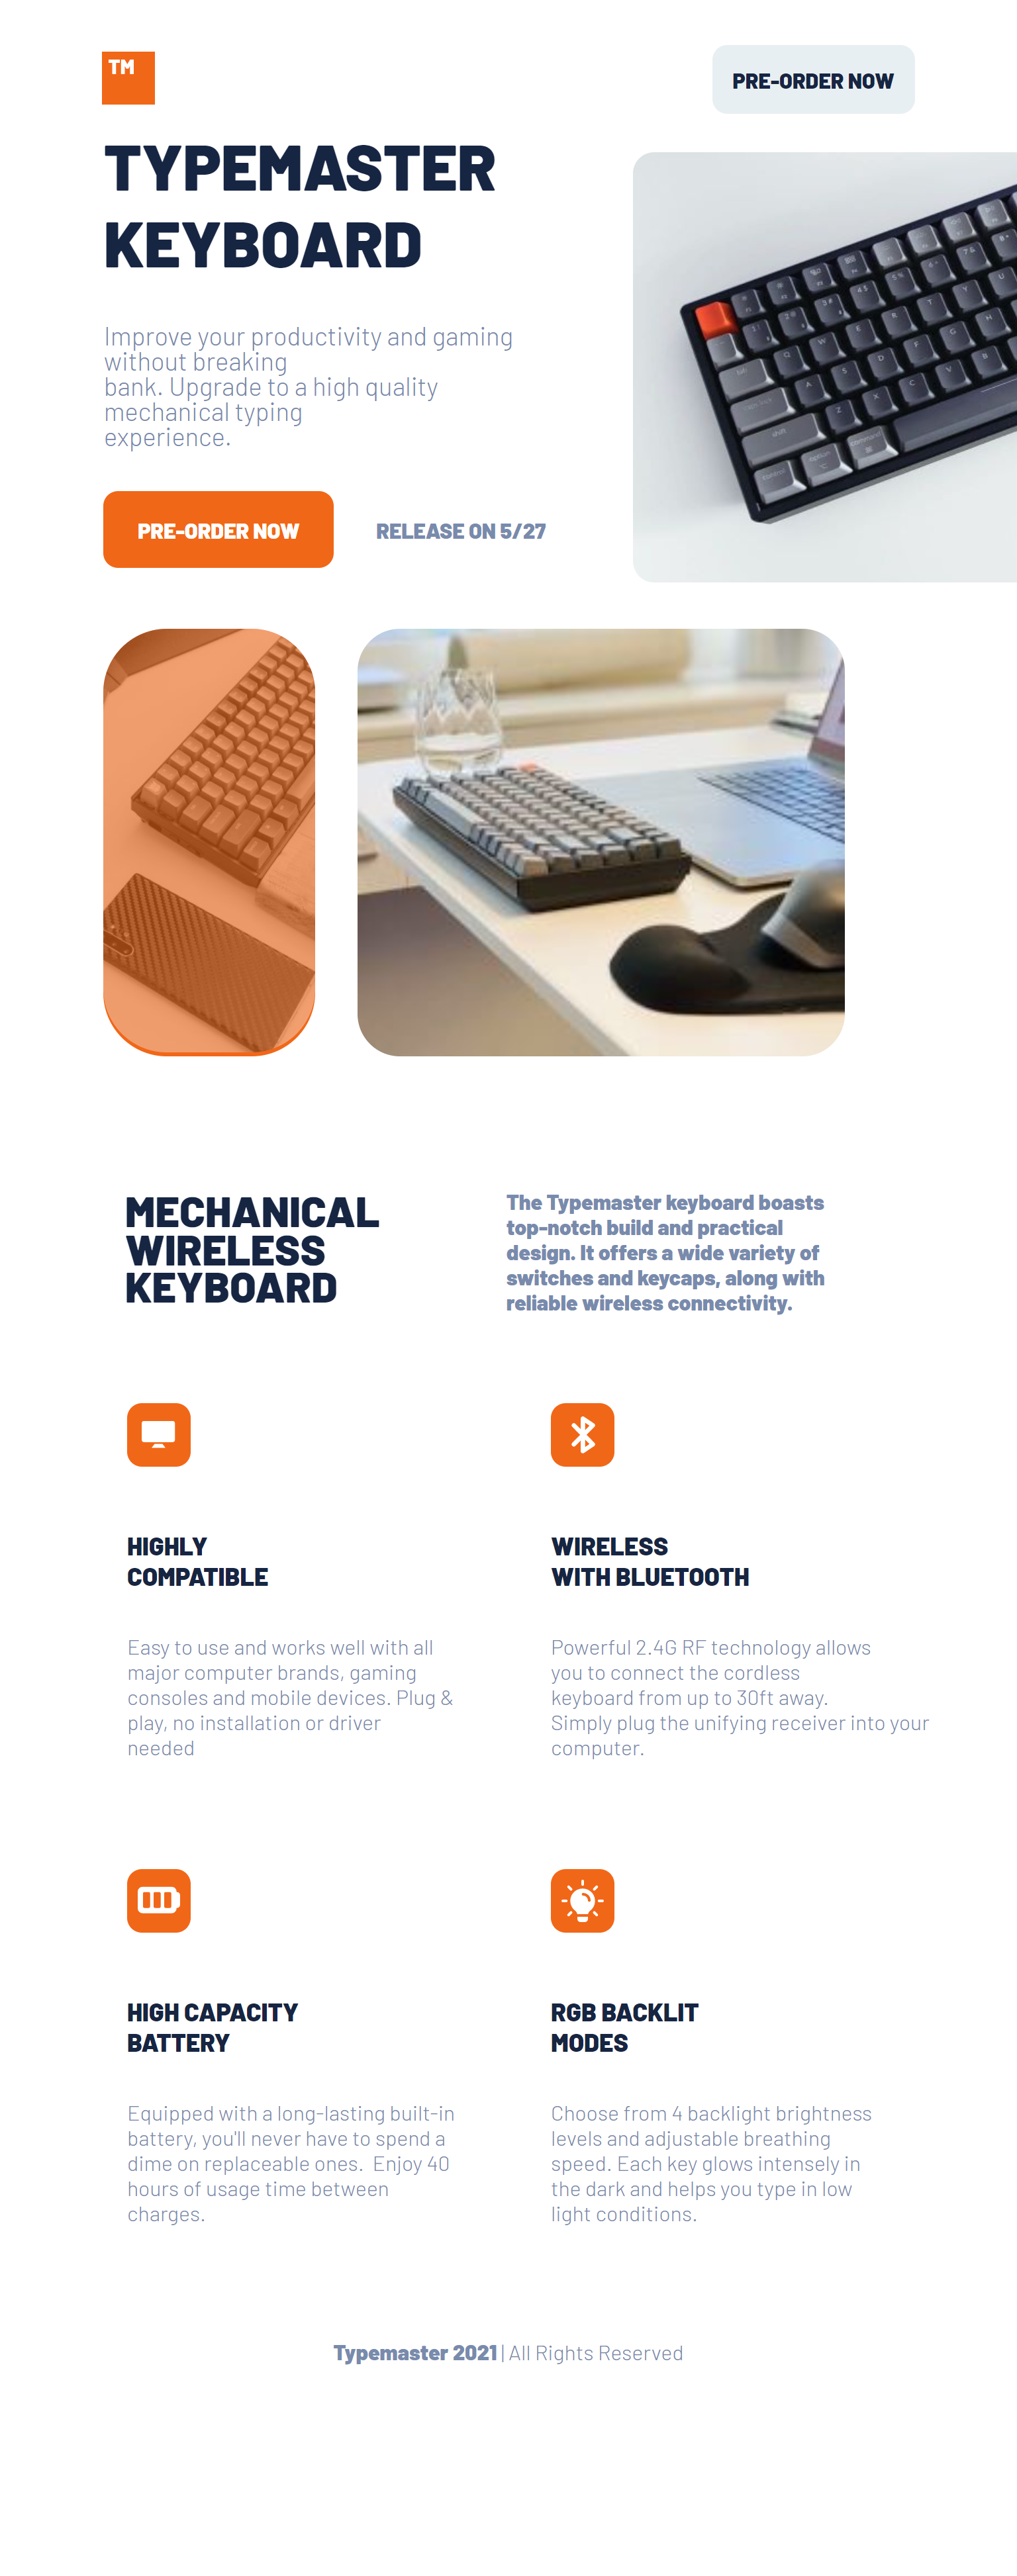 TM
PRE-ORDER NOW
TYPEMASTER
KEYBOARD
Improve your productivity and gaming
without breaking
bank. Upgrade to a high quality
mechanical typing
experience.
PRE-ORDER NOW
RELEASE ON 5/27
MECHANICAL
WIRELESS
KEYBOARD
The Typemaster keyboard boasts
top-notch build and practical
design. It offers a wide variety of
switches and keycaps, along with
reliable wireless connectivity.
HIGHLY
COMPATIBLE
Easy to use and works well with all
major computer brands, gaming
consoles and mobile devices. Plug &
play, no installation or driver
needed
WIRELESS
WITH BLUETOOTH
Powerful 2.4G RF technology allows
you to connect the cordless
keyboard from up to 30ft away.
Simply plug the unifying receiver into your
computer.
HIGH CAPACITY
BATTERY
Equipped with a long-lasting built-in
battery, you'll never have to spend a
dime on replaceable ones.  Enjoy 40
hours of usage time between
charges.
RGB BACKLIT
MODES
Choose from 4 backlight brightness
levels and adjustable breathing
speed. Each key glows intensely in
the dark and helps you type in low
light conditions.
Typemaster 2021 | All Rights Reserved